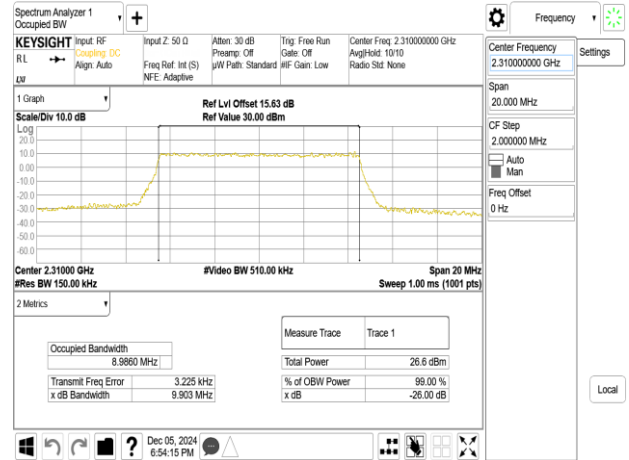 Spectrum Analyzer 1
Occupied BW
Frequency
KEYSIGHT
RL
LXI
Input: RF
Coupling: DC
Align: Auto
Input Z: 50 Ω
Freq Ref: Int (S)
NFE: Adaptive
Atten: 30 dB
Preamp: Off
µW Path: Standard
Trig: Free Run
Gate: Off
#IF Gain: Low
Center Freq: 2.310000000 GHz
Avg|Hold: 10/10
Radio Std: None
Center Frequency
2.310000000 GHz
Settings
Span
20.000 MHz
CF Step
2.000000 MHz
Auto
Man
Freq Offset
0 Hz
Local
1 Graph
Scale/Div 10.0 dB
Ref Lvl Offset 15.63 dB
Ref Value 30.00 dBm
Log
20.0
10.0
0.00
-10.0
-20.0
-30.0
-40.0
-50.0
-60.0
Center 2.31000 GHz
#Video BW 510.00 kHz
Span 20 MHz
#Res BW 150.00 kHz
Sweep 1.00 ms (1001 pts)
2 Metrics
Occupied Bandwidth
8.9860 MHz
Transmit Freq Error 3.225 kHz
x dB Bandwidth 9.903 MHz
Measure Trace Trace 1
Total Power 26.6 dBm
% of OBW Power 99.00 %
x dB -26.00 dB
?
Dec 05, 2024
6:54:15 PM